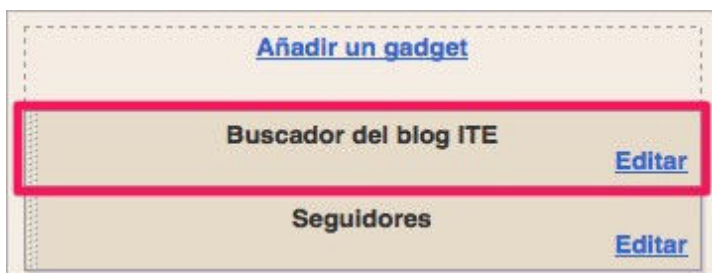 Añadir un gadget
Buscador del blog ITE
Editar
Seguidores
Editar